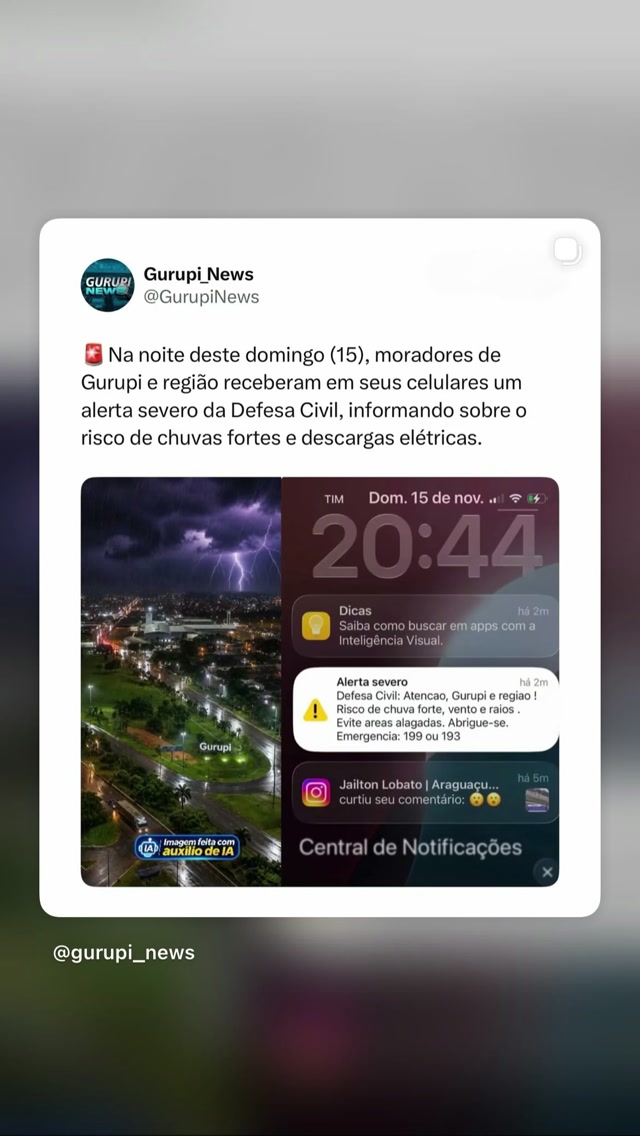 GURUPI
NEWS
Gurupi_News
@GurupiNews
🚨 Na noite deste domingo (15), moradores de
Gurupi e região receberam em seus celulares um
alerta severo da Defesa Civil, informando sobre o
risco de chuvas fortes e descargas elétricas.
Gurupi
IA
Imagem feita com
auxílio de IA
TIM
Dom. 15 de nov.
20:44
Dicas
há 2m
Saiba como buscar em apps com a
Inteligência Visual.
Alerta severo
há 2m
Defesa Civil: Atencao, Gurupi e regiao !
Risco de chuva forte, vento e raios .
Evite areas alagadas. Abrigue-se.
Emergencia: 199 ou 193
Jailton Lobato | Araguaçu...
há 5m
curtiu seu comentário: 😮😮
Central de Notificações
@gurupi_news